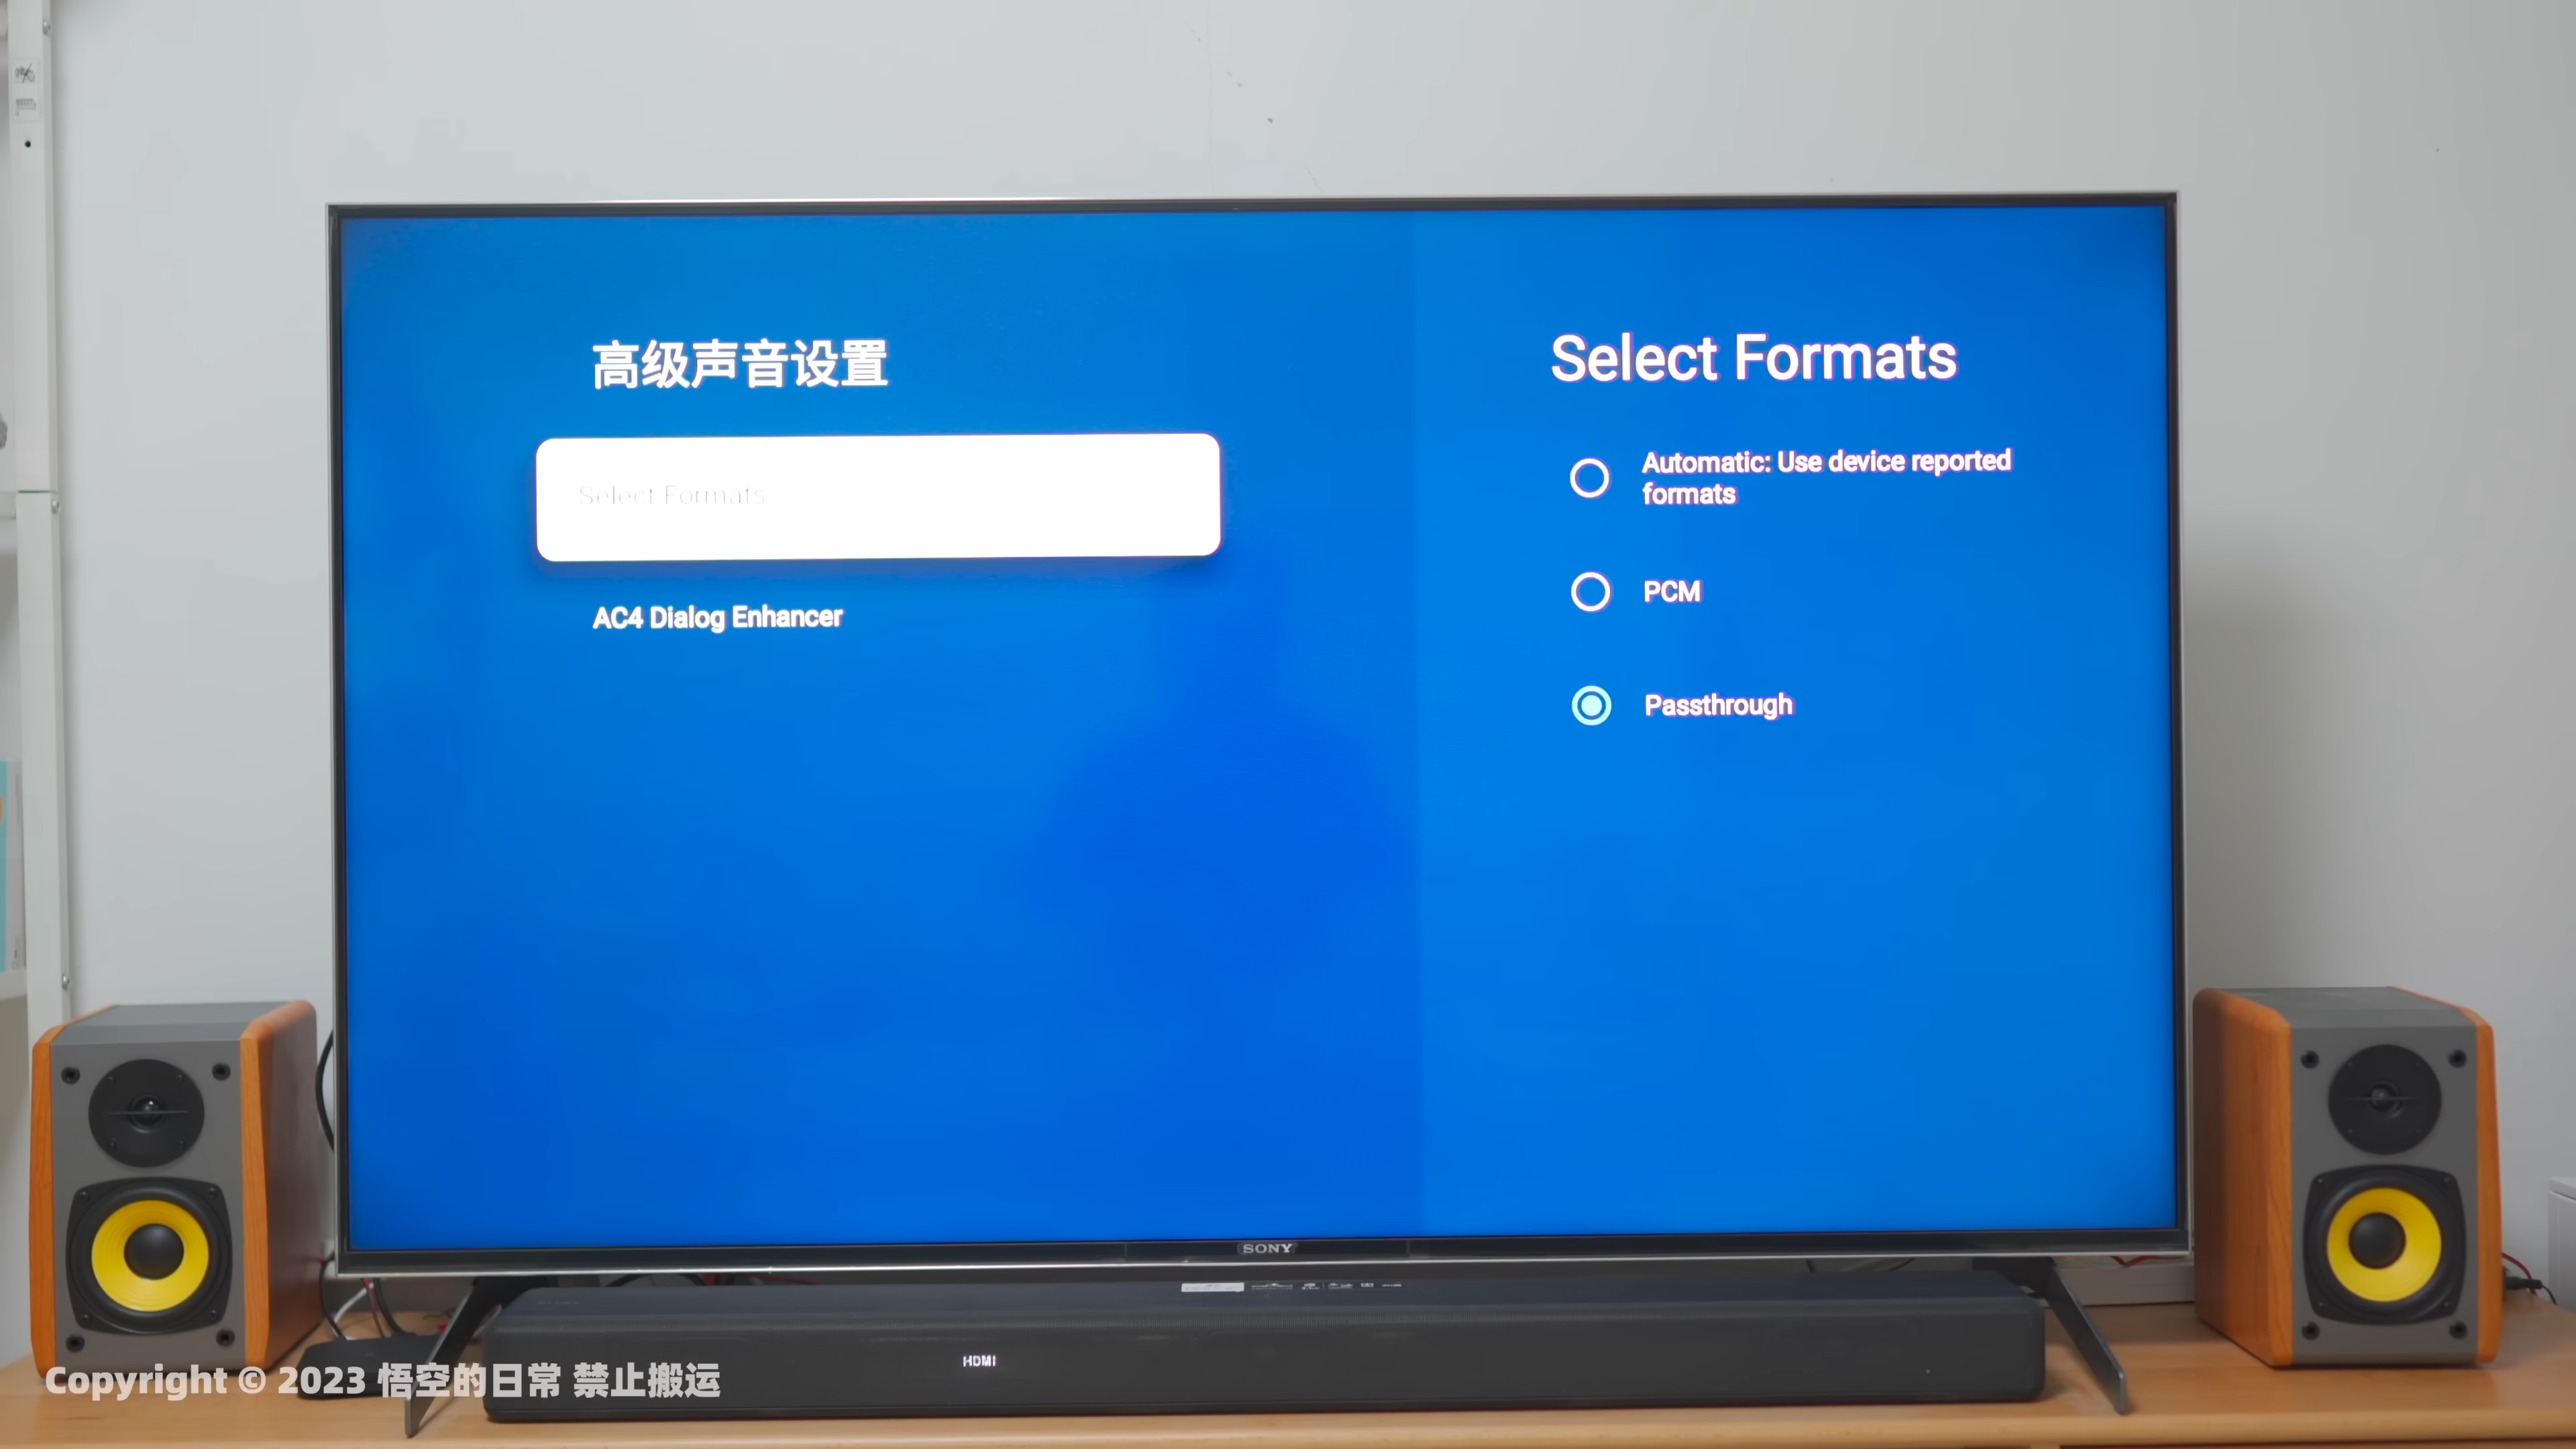 高级声音设置
Select Formats
AC4 Dialog Enhancer
Select Formats
Automatic: Use device reported
formats
PCM
Passthrough
SONY
HDMI
Copyright © 2023 悟空的日常 禁止搬运